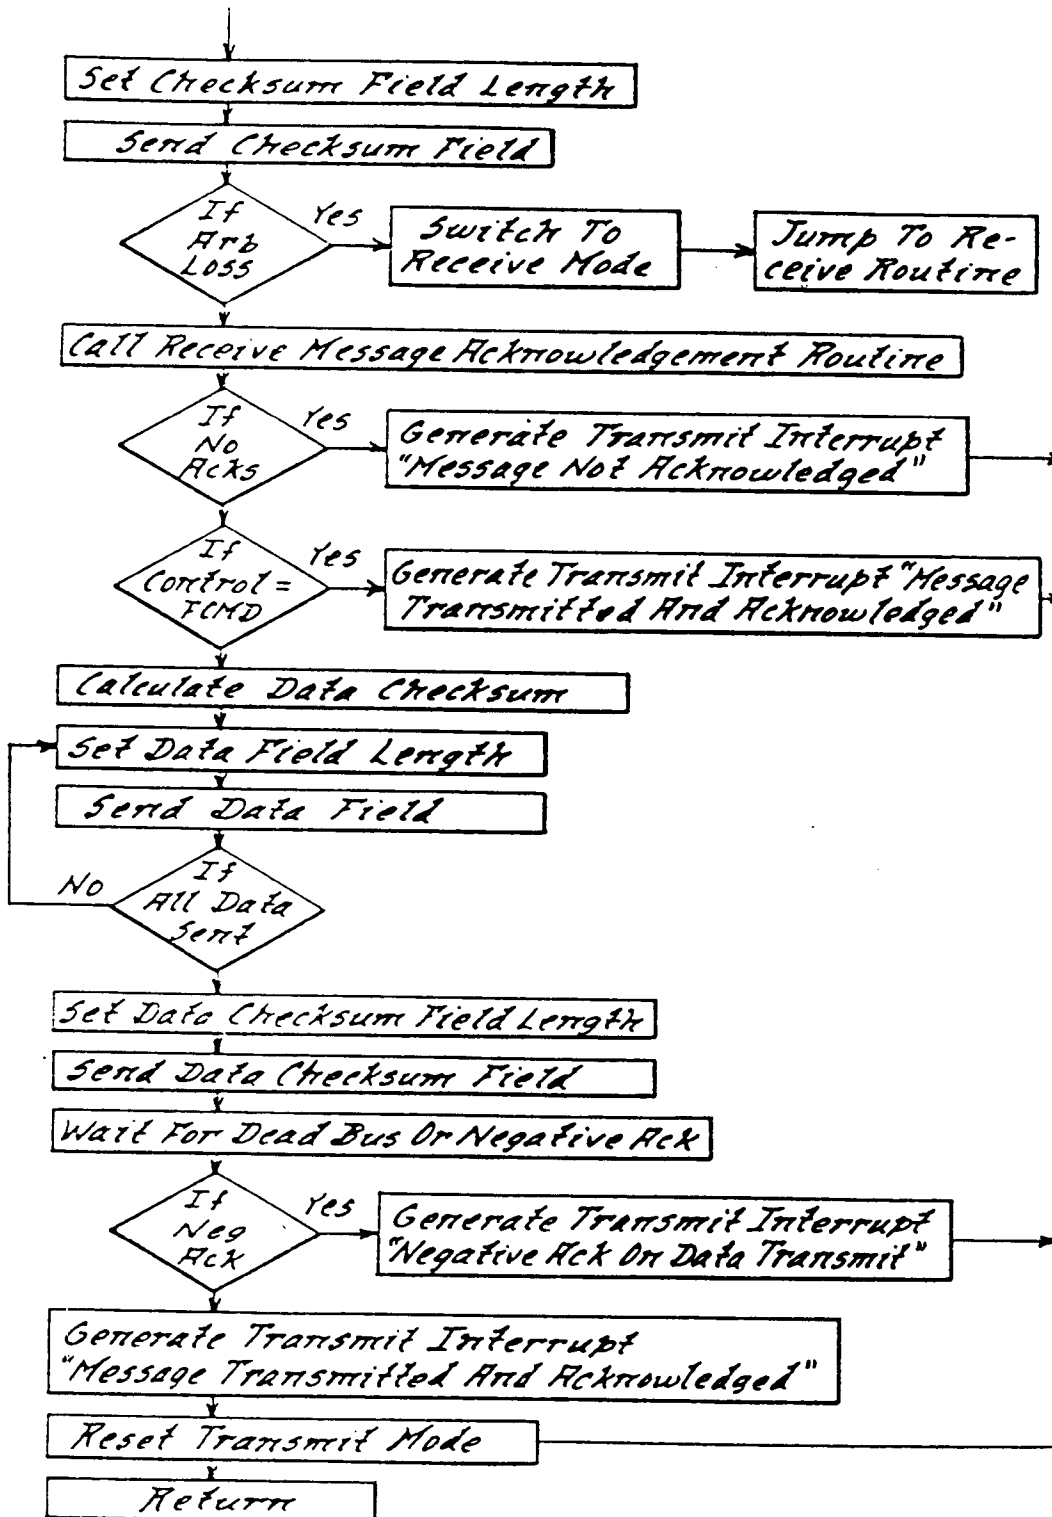 Set Checksum Field Length
Send Checksum Field
If
Arb
Loss
Yes
Switch To
Receive Mode
Jump To Re-
ceive Routine
Call Receive Message Acknowledgement Routine
If
No
Acks
Yes
Generate Transmit Interrupt
"Message Not Acknowledged"
If
Control =
FCMD
Yes
Generate Transmit Interrupt "Message
Transmitted And Acknowledged"
Calculate Data Checksum
Set Data Field Length
Send Data Field
If
All Data
Sent
No
Set Data Checksum Field Length
Send Data Checksum Field
Wait For Dead Bus Or Negative Ack
If
Neg
Ack
Yes
Generate Transmit Interrupt
"Negative Ack On Data Transmit"
Generate Transmit Interrupt
"Message Transmitted And Acknowledged"
Reset Transmit Mode
Return